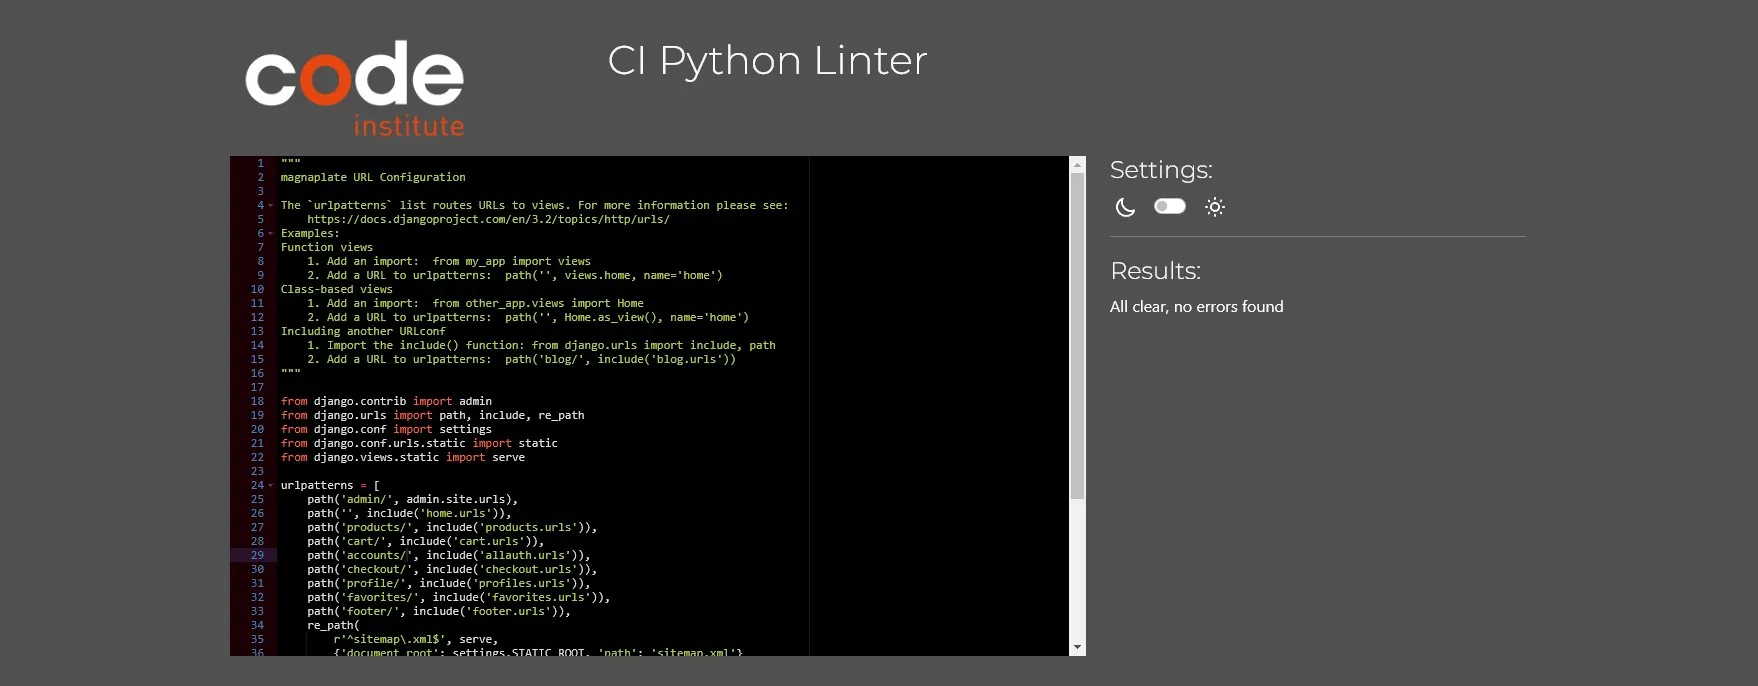 code
institute
CI Python Linter
1 """
2 magnaplate URL Configuration
3
4 The `urlpatterns` list routes URLs to views. For more information please see:
5     https://docs.djangoproject.com/en/3.2/topics/http/urls/
6 Examples:
7 Function views
8     1. Add an import:  from my_app import views
9     2. Add a URL to urlpatterns:  path('', views.home, name='home')
10 Class-based views
11     1. Add an import:  from other_app.views import Home
12     2. Add a URL to urlpatterns:  path('', Home.as_view(), name='home')
13 Including another URLconf
14     1. Import the include() function: from django.urls import include, path
15     2. Add a URL to urlpatterns:  path('blog/', include('blog.urls'))
16 """
17
18 from django.contrib import admin
19 from django.urls import path, include, re_path
20 from django.conf import settings
21 from django.conf.urls.static import static
22 from django.views.static import serve
23
24 urlpatterns = [
25     path('admin/', admin.site.urls),
26     path('', include('home.urls')),
27     path('products/', include('products.urls')),
28     path('cart/', include('cart.urls')),
29     path('accounts/', include('allauth.urls')),
30     path('checkout/', include('checkout.urls')),
31     path('profile/', include('profiles.urls')),
32     path('favorites/', include('favorites.urls')),
33     path('footer/', include('footer.urls')),
34     re_path(
35         r'^sitemap\.xml$', serve,
36         {'document_root': settings.STATIC_ROOT, 'path': 'sitemap.xml'}
Settings:
Results:
All clear, no errors found